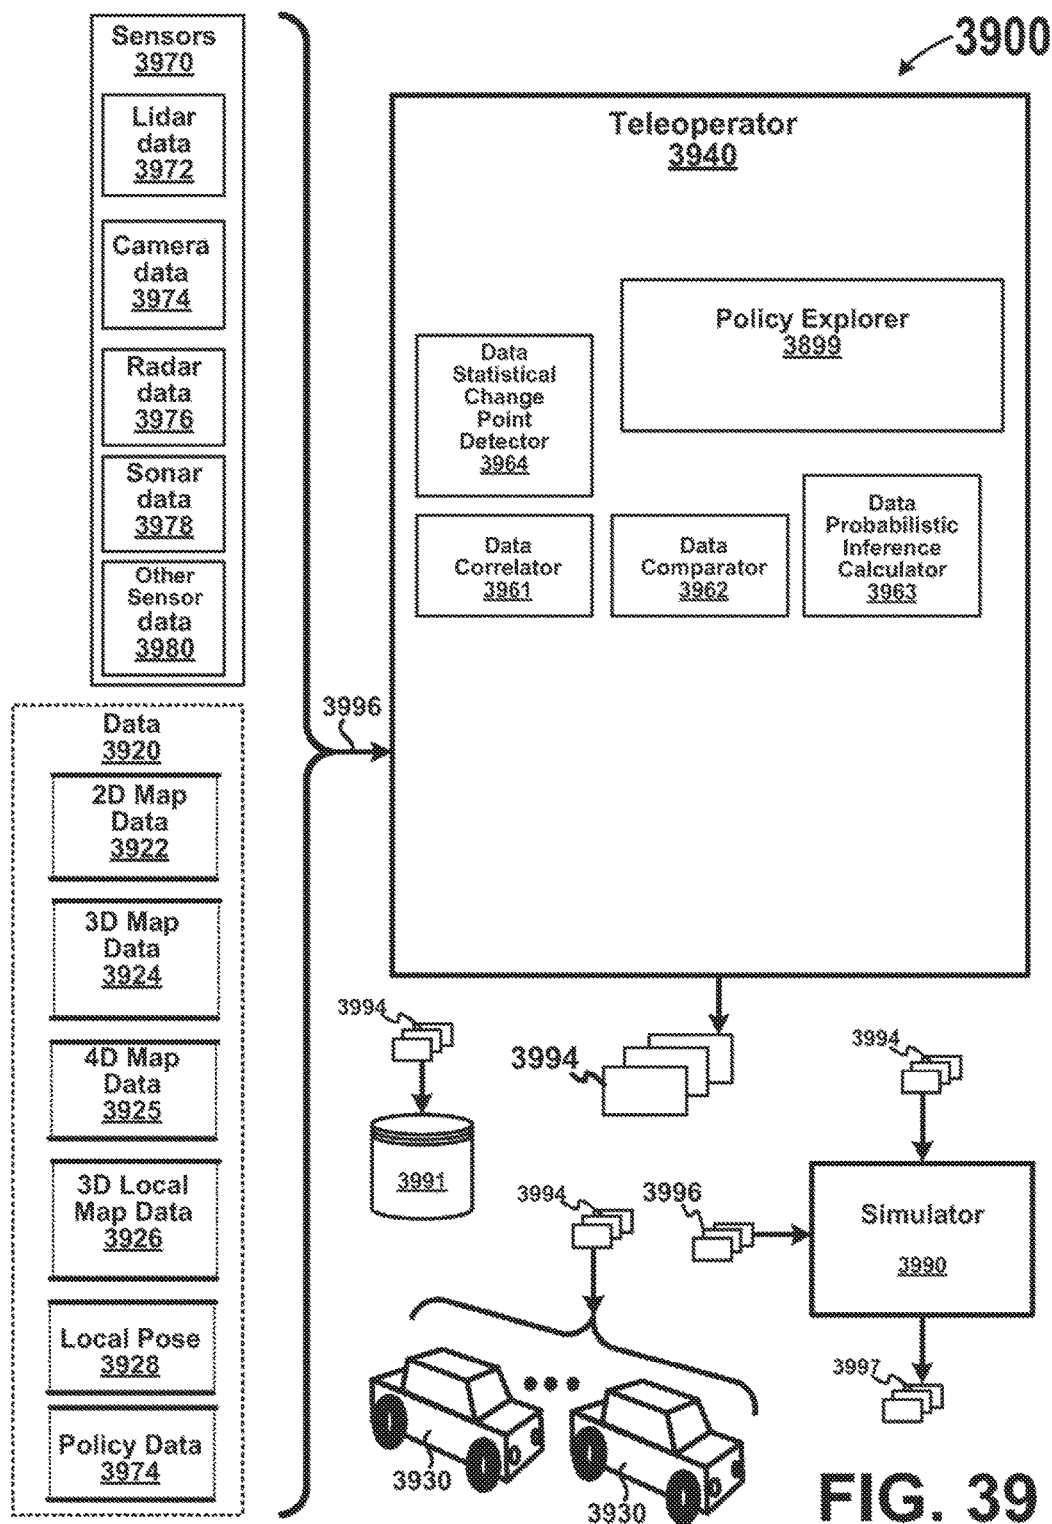 Sensors
3970
Lidar
data
3972
Camera
data
3974
Radar
data
3976
Sonar
data
3978
Other
Sensor
data
3980
Data
3920
2D Map
Data
3922
3D Map
Data
3924
4D Map
Data
3925
3D Local
Map Data
3926
Local Pose
3928
Policy Data
3974
3996
3900
Teleoperator
3940
Policy Explorer
3899
Data
Statistical
Change
Point
Detector
3964
Data
Correlator
3961
Data
Comparator
3962
Data
Probabilistic
Inference
Calculator
3963
3994
3991
3994
3994
3994
3996
Simulator
3990
3997
3930
3930
FIG. 39